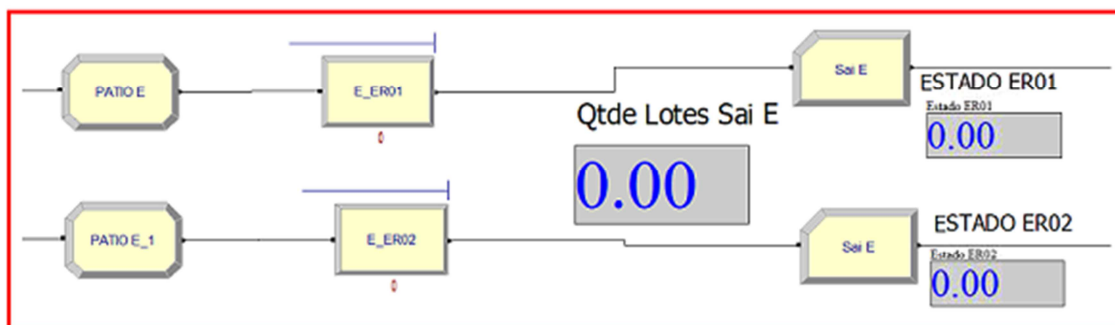 PATIO E
E_ER01
0
Sai E
ESTADO ER01
Estado ER01
0.00
Qtde Lotes Sai E
0.00
PATIO E_1
E_ER02
0
Sai E
ESTADO ER02
Estado ER02
0.00